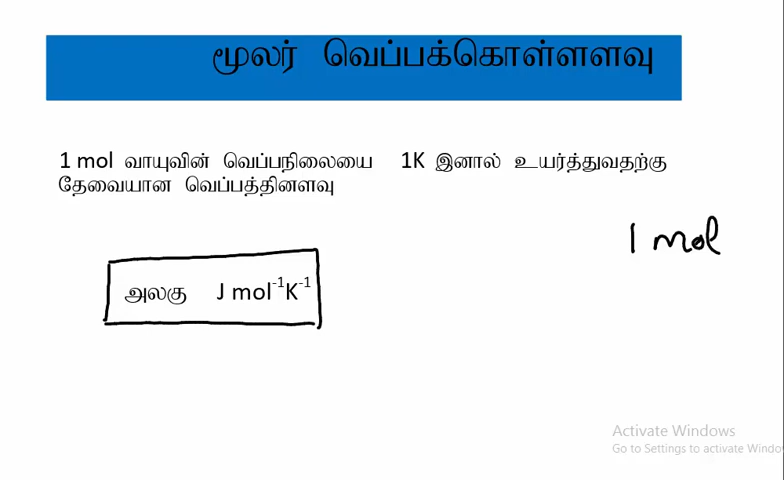 மூலர் வெப்பக்கொள்ளளவு
1 mol வாயுவின் வெப்பநிலையை 1K இனால் உயர்த்துவதற்கு
தேவையான வெப்பத்தினளவு
1 mol
அலகு J mol⁻¹K⁻¹
Activate Windows
Go to Settings to activate Windo